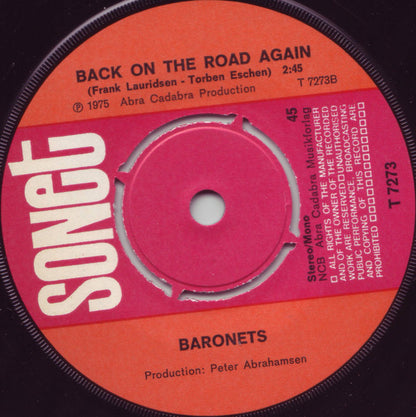 BACK ON THE ROAD AGAIN
(Frank Lauridsen - Torben Eschen) 2:45
T 7273B
℗ 1975 Abra Cadabra Production
sonet
45
Stereo/Mono
NCB Abra Cadabra Musikforlag
ALL RIGHTS OF THE MANUFACTURER
AND OF THE OWNER OF THE RECORDED
WORK ARE RESERVED UNAUTHORISED
PUBLIC PERFORMANCE, BROADCASTING
AND COPYING OF THIS RECORD ARE
PROHIBITED
T 7273
BARONETS
Production: Peter Abrahamsen